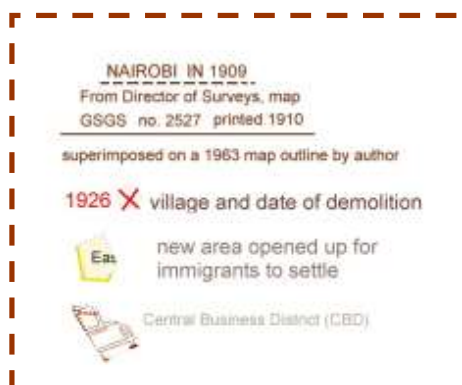 NAIROBI IN 1909
From Director of Surveys, map
GSGS no. 2527 printed 1910
superimposed on a 1963 map outline by author
1926 X village and date of demolition
Eas
new area opened up for
immigrants to settle
Central Business District (CBD)